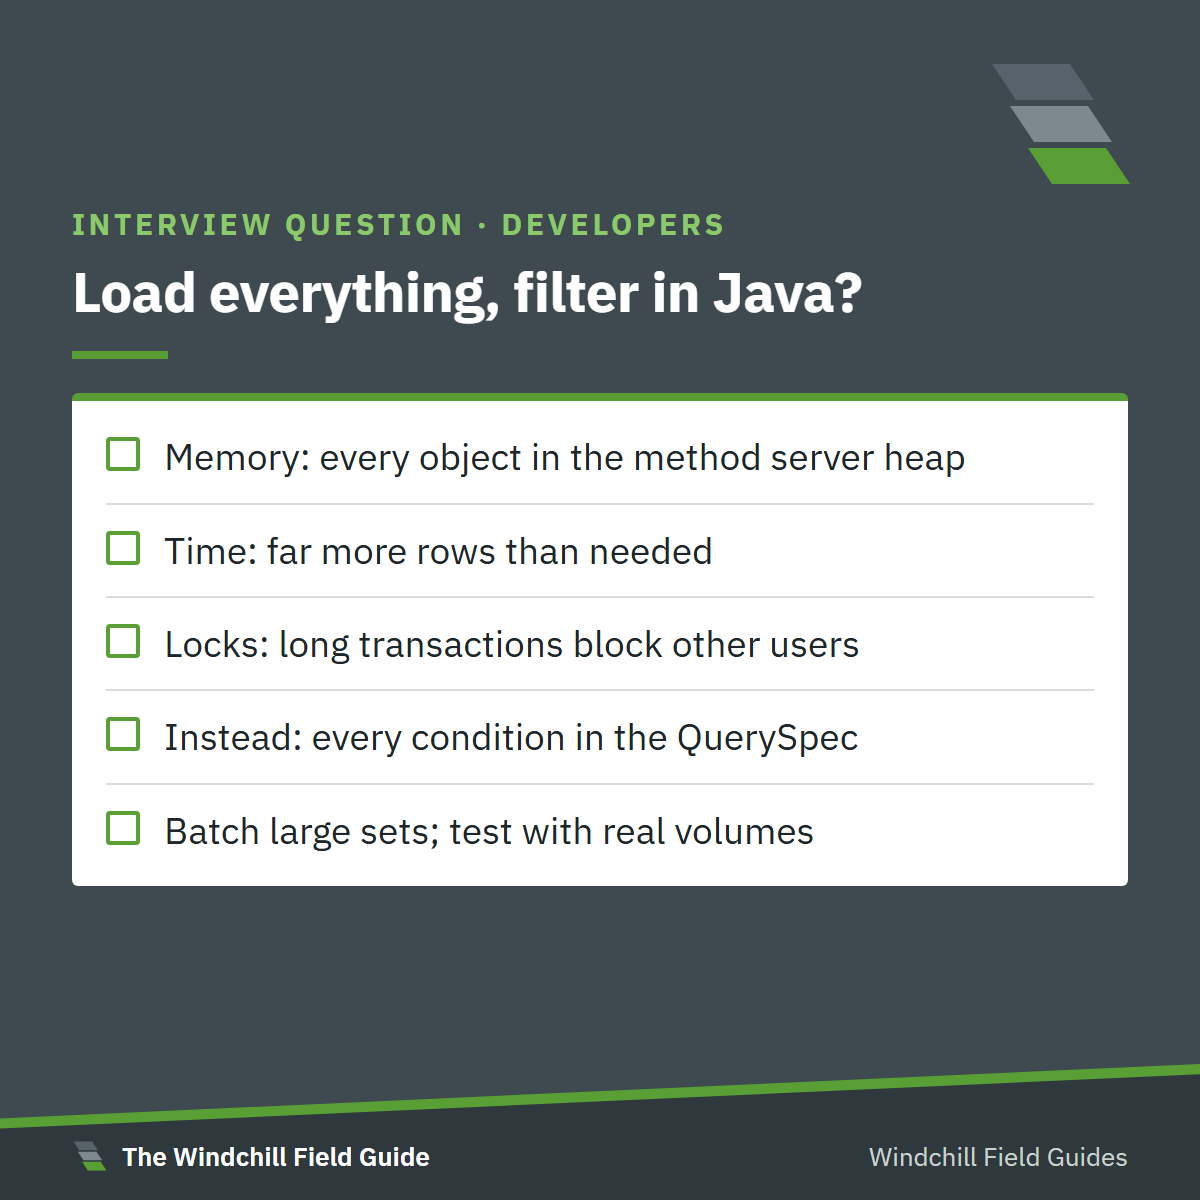 INTERVIEW QUESTION · DEVELOPERS
Load everything, filter in Java?
Memory: every object in the method server heap
Time: far more rows than needed
Locks: long transactions block other users
Instead: every condition in the QuerySpec
Batch large sets; test with real volumes
The Windchill Field Guide
Windchill Field Guides